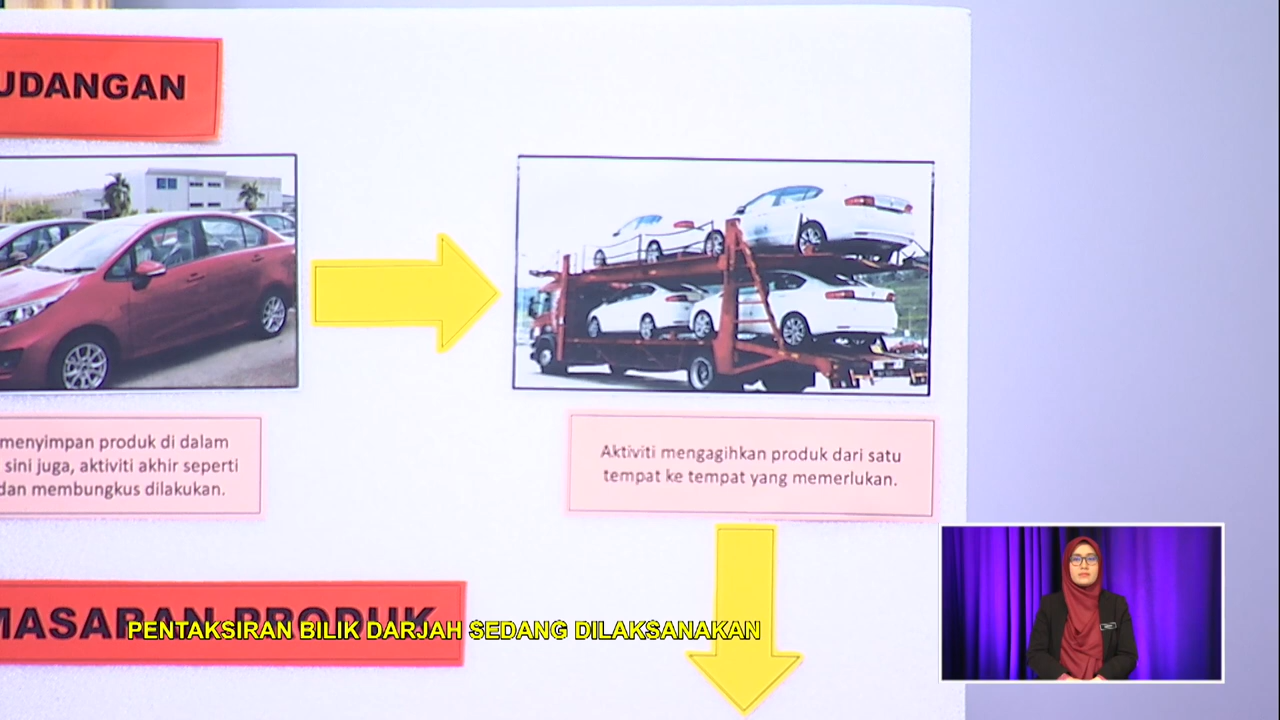 UDANGAN
menyimpan produk di dalam
sini juga, aktiviti akhir seperti
dan membungkus dilakukan.
Aktiviti mengagihkan produk dari satu
tempat ke tempat yang memerlukan.
MASARAN PRODUK
PENTAKSIRAN BILIK DARJAH SEDANG DILAKSANAKAN